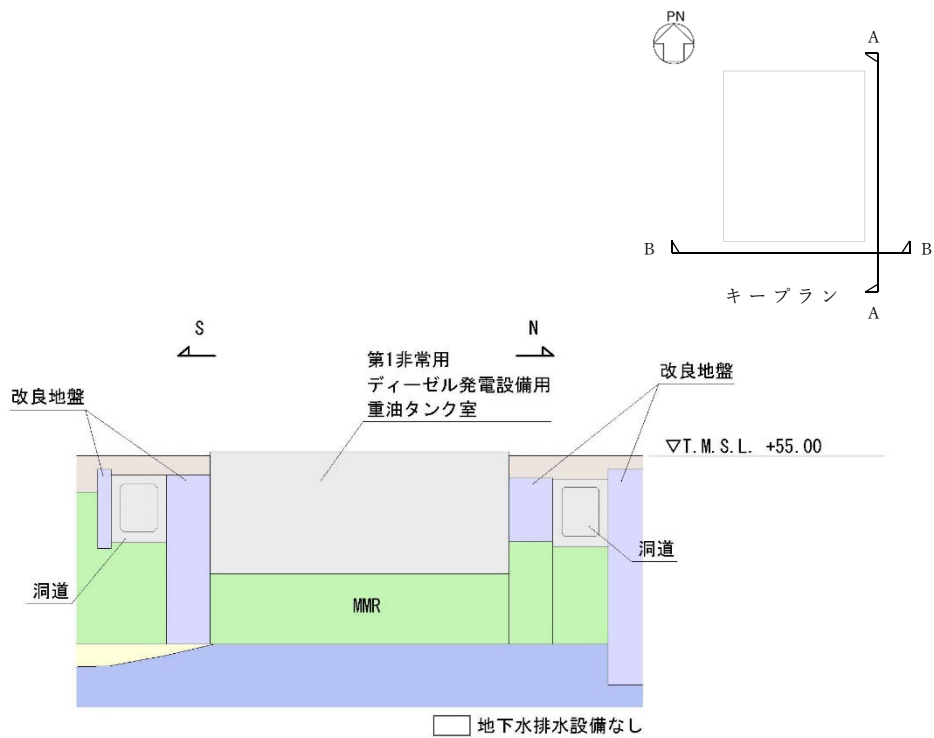 PN
A
B
B
キープラン
A
S
N
第1非常用
ディーゼル発電設備用
重油タンク室
改良地盤
改良地盤
▽T.M.S.L. +55.00
洞道
洞道
MMR
地下水排水設備なし